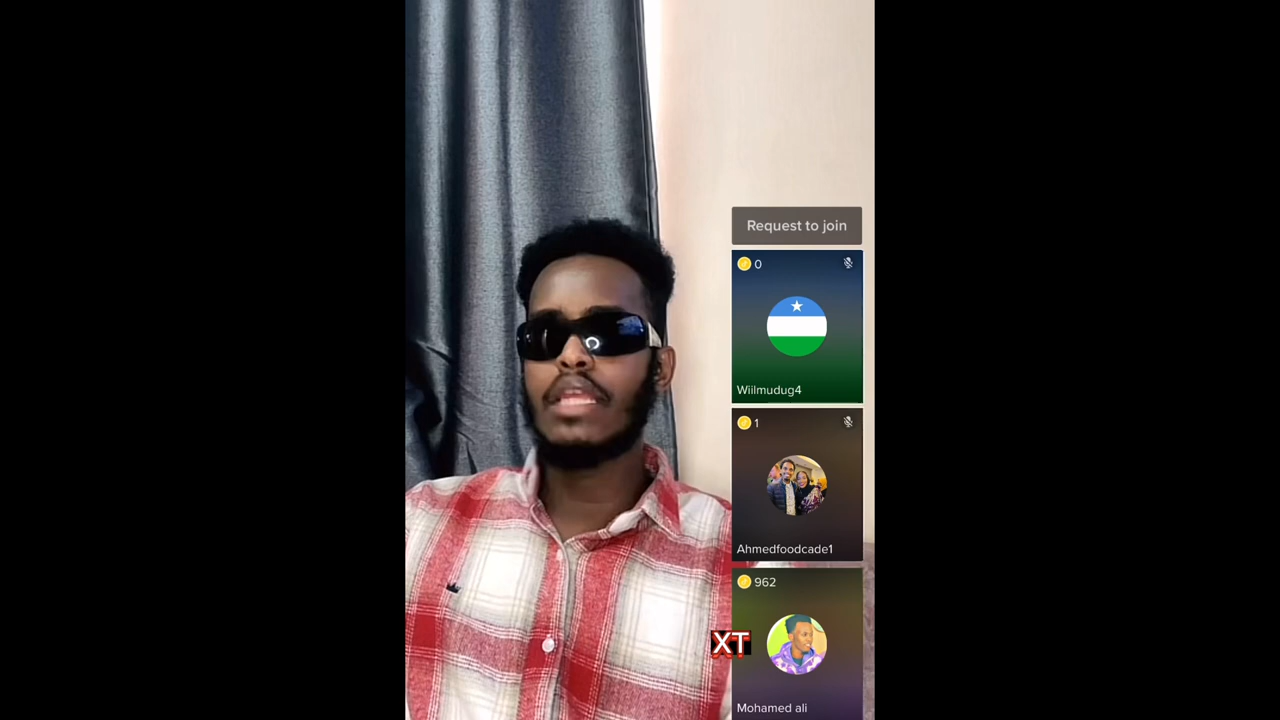 Request to join
0
Wiilmudug4
1
Ahmedfoodcade1
962
XT
Mohamed ali